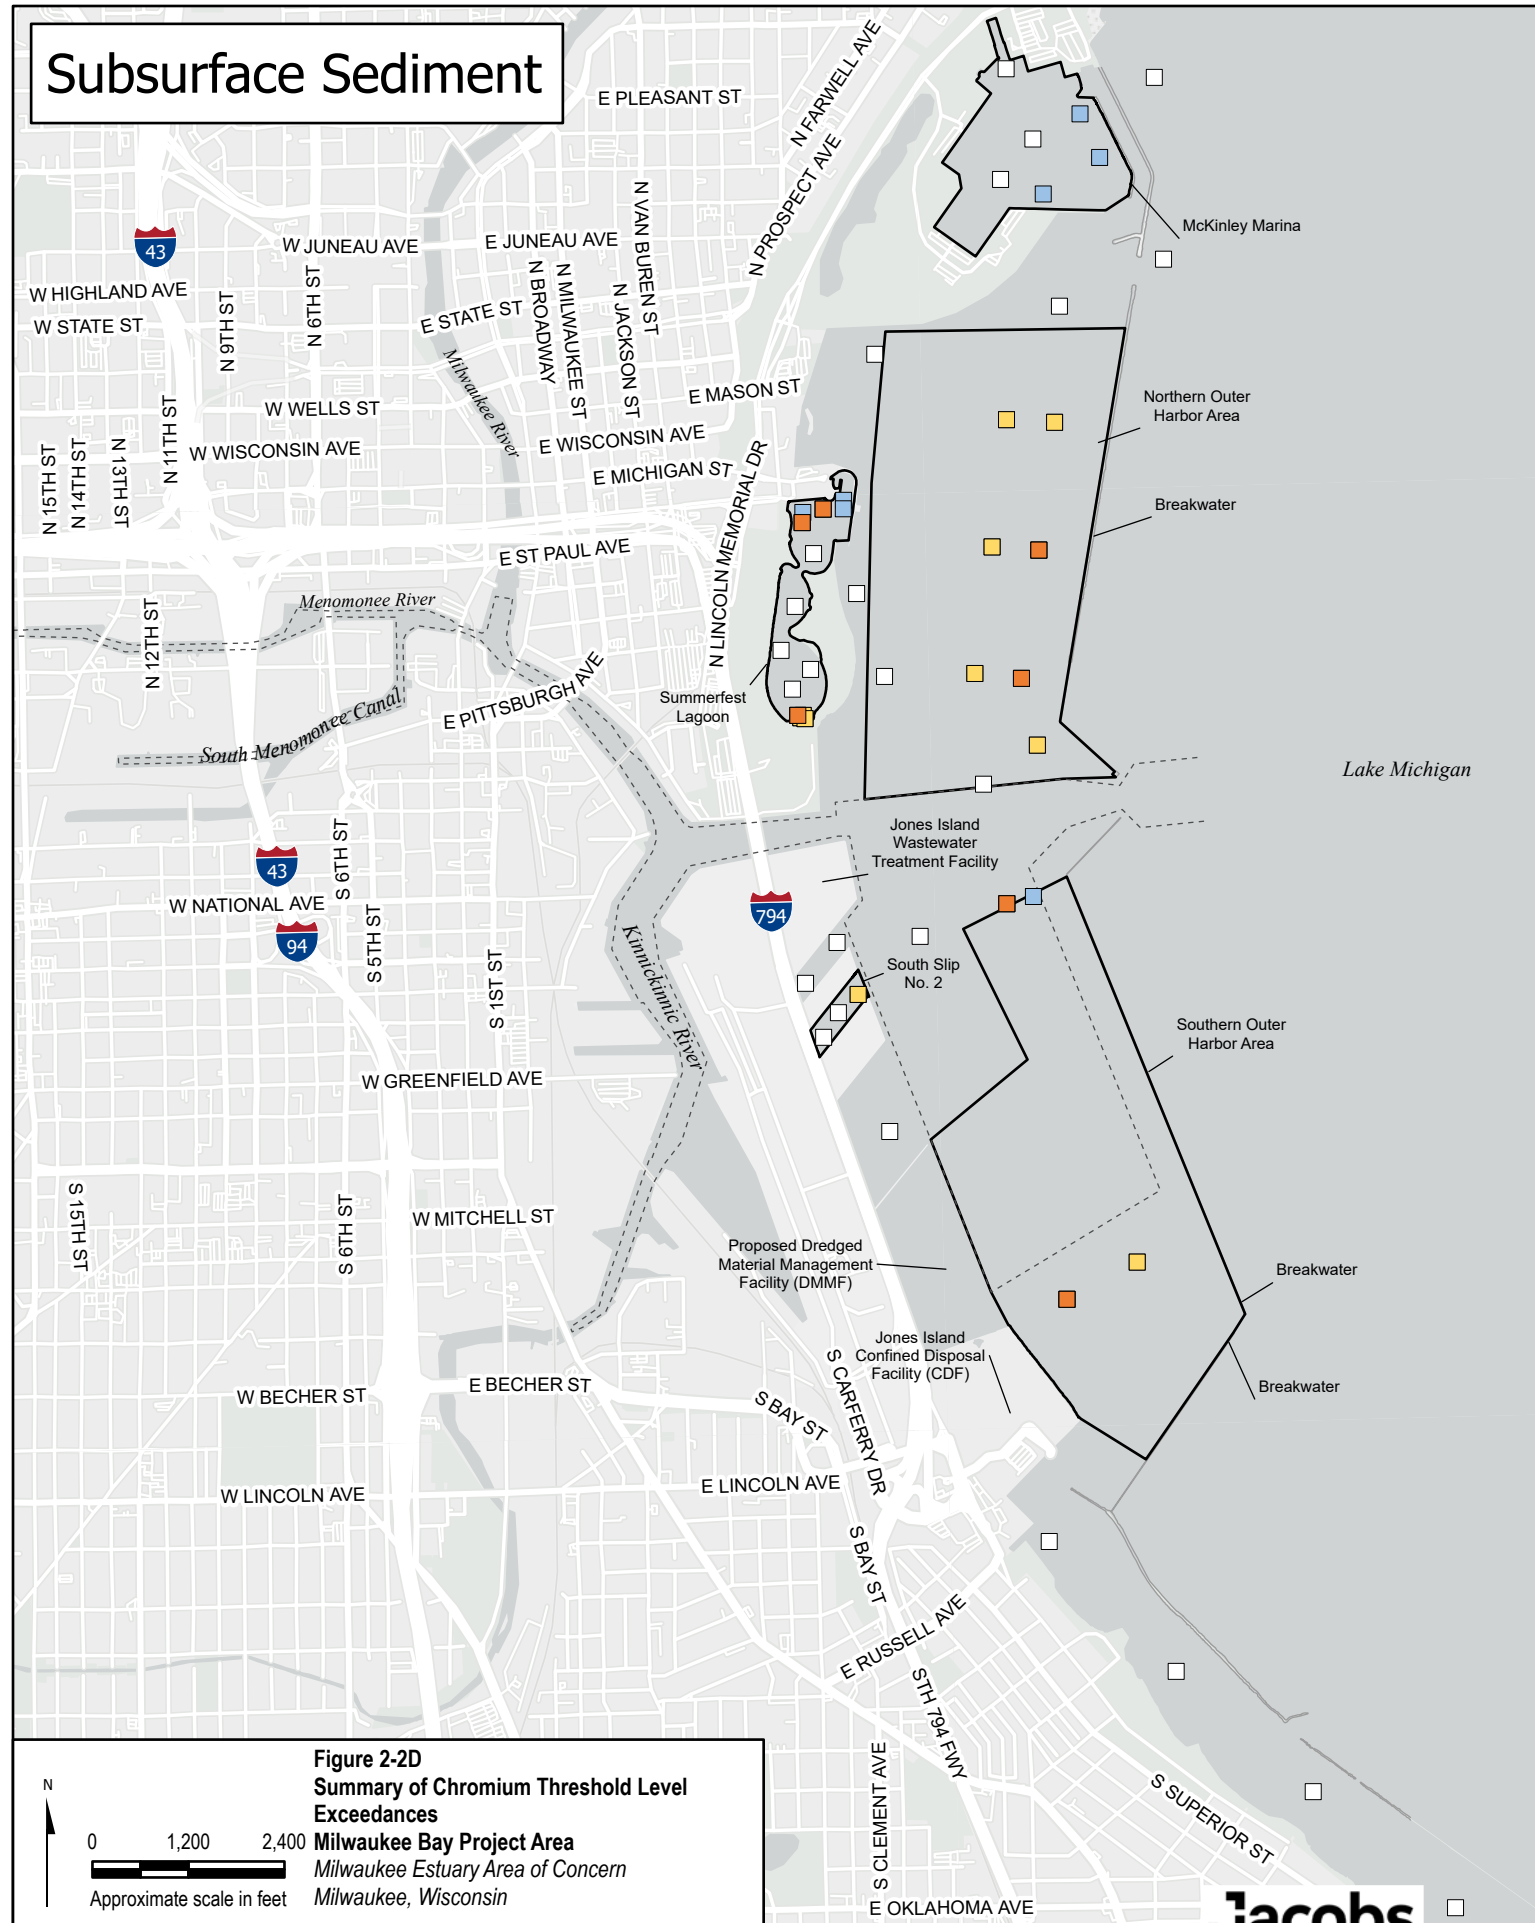 Subsurface Sediment
E PLEASANT ST
N FARWELL AVE
N PROSPECT AVE
N VAN BUREN ST
McKinley Marina
43
W JUNEAU AVE
E JUNEAU AVE
W HIGHLAND AVE
W STATE ST
N 9TH ST
N 6TH ST
E STATE ST
N BROADWAY
N MILWAUKEE ST
N JACKSON ST
Milwaukee River
E MASON ST
W WELLS ST
Northern Outer
Harbor Area
N 15TH ST
N 14TH ST
N 13TH ST
N 11TH ST
W WISCONSIN AVE
E WISCONSIN AVE
E MICHIGAN ST
N LINCOLN MEMORIAL DR
Breakwater
E ST PAUL AVE
Menomonee River
N 12TH ST
South Menomonee Canal
E PITTSBURGH AVE
Summerfest
Lagoon
Lake Michigan
Jones Island
Wastewater
Treatment Facility
43
S 6TH ST
W NATIONAL AVE
794
94
S 5TH ST
S 1ST ST
Kinnickinnic River
South Slip
No. 2
Southern Outer
Harbor Area
W GREENFIELD AVE
S 15TH ST
S 6TH ST
W MITCHELL ST
Proposed Dredged
Material Management
Facility (DMMF)
Breakwater
Jones Island
Confined Disposal
Facility (CDF)
Breakwater
W BECHER ST
E BECHER ST
S BAY ST
S CARFERRY DR
W LINCOLN AVE
E LINCOLN AVE
S BAY ST
E RUSSELL AVE
STH 794 FWY
S CLEMENT AVE
S SUPERIOR ST
E OKLAHOMA AVE
N
0 1,200 2,400
Approximate scale in feet
Figure 2-2D
Summary of Chromium Threshold Level
Exceedances
Milwaukee Bay Project Area
Milwaukee Estuary Area of Concern
Milwaukee, Wisconsin
Jacobs